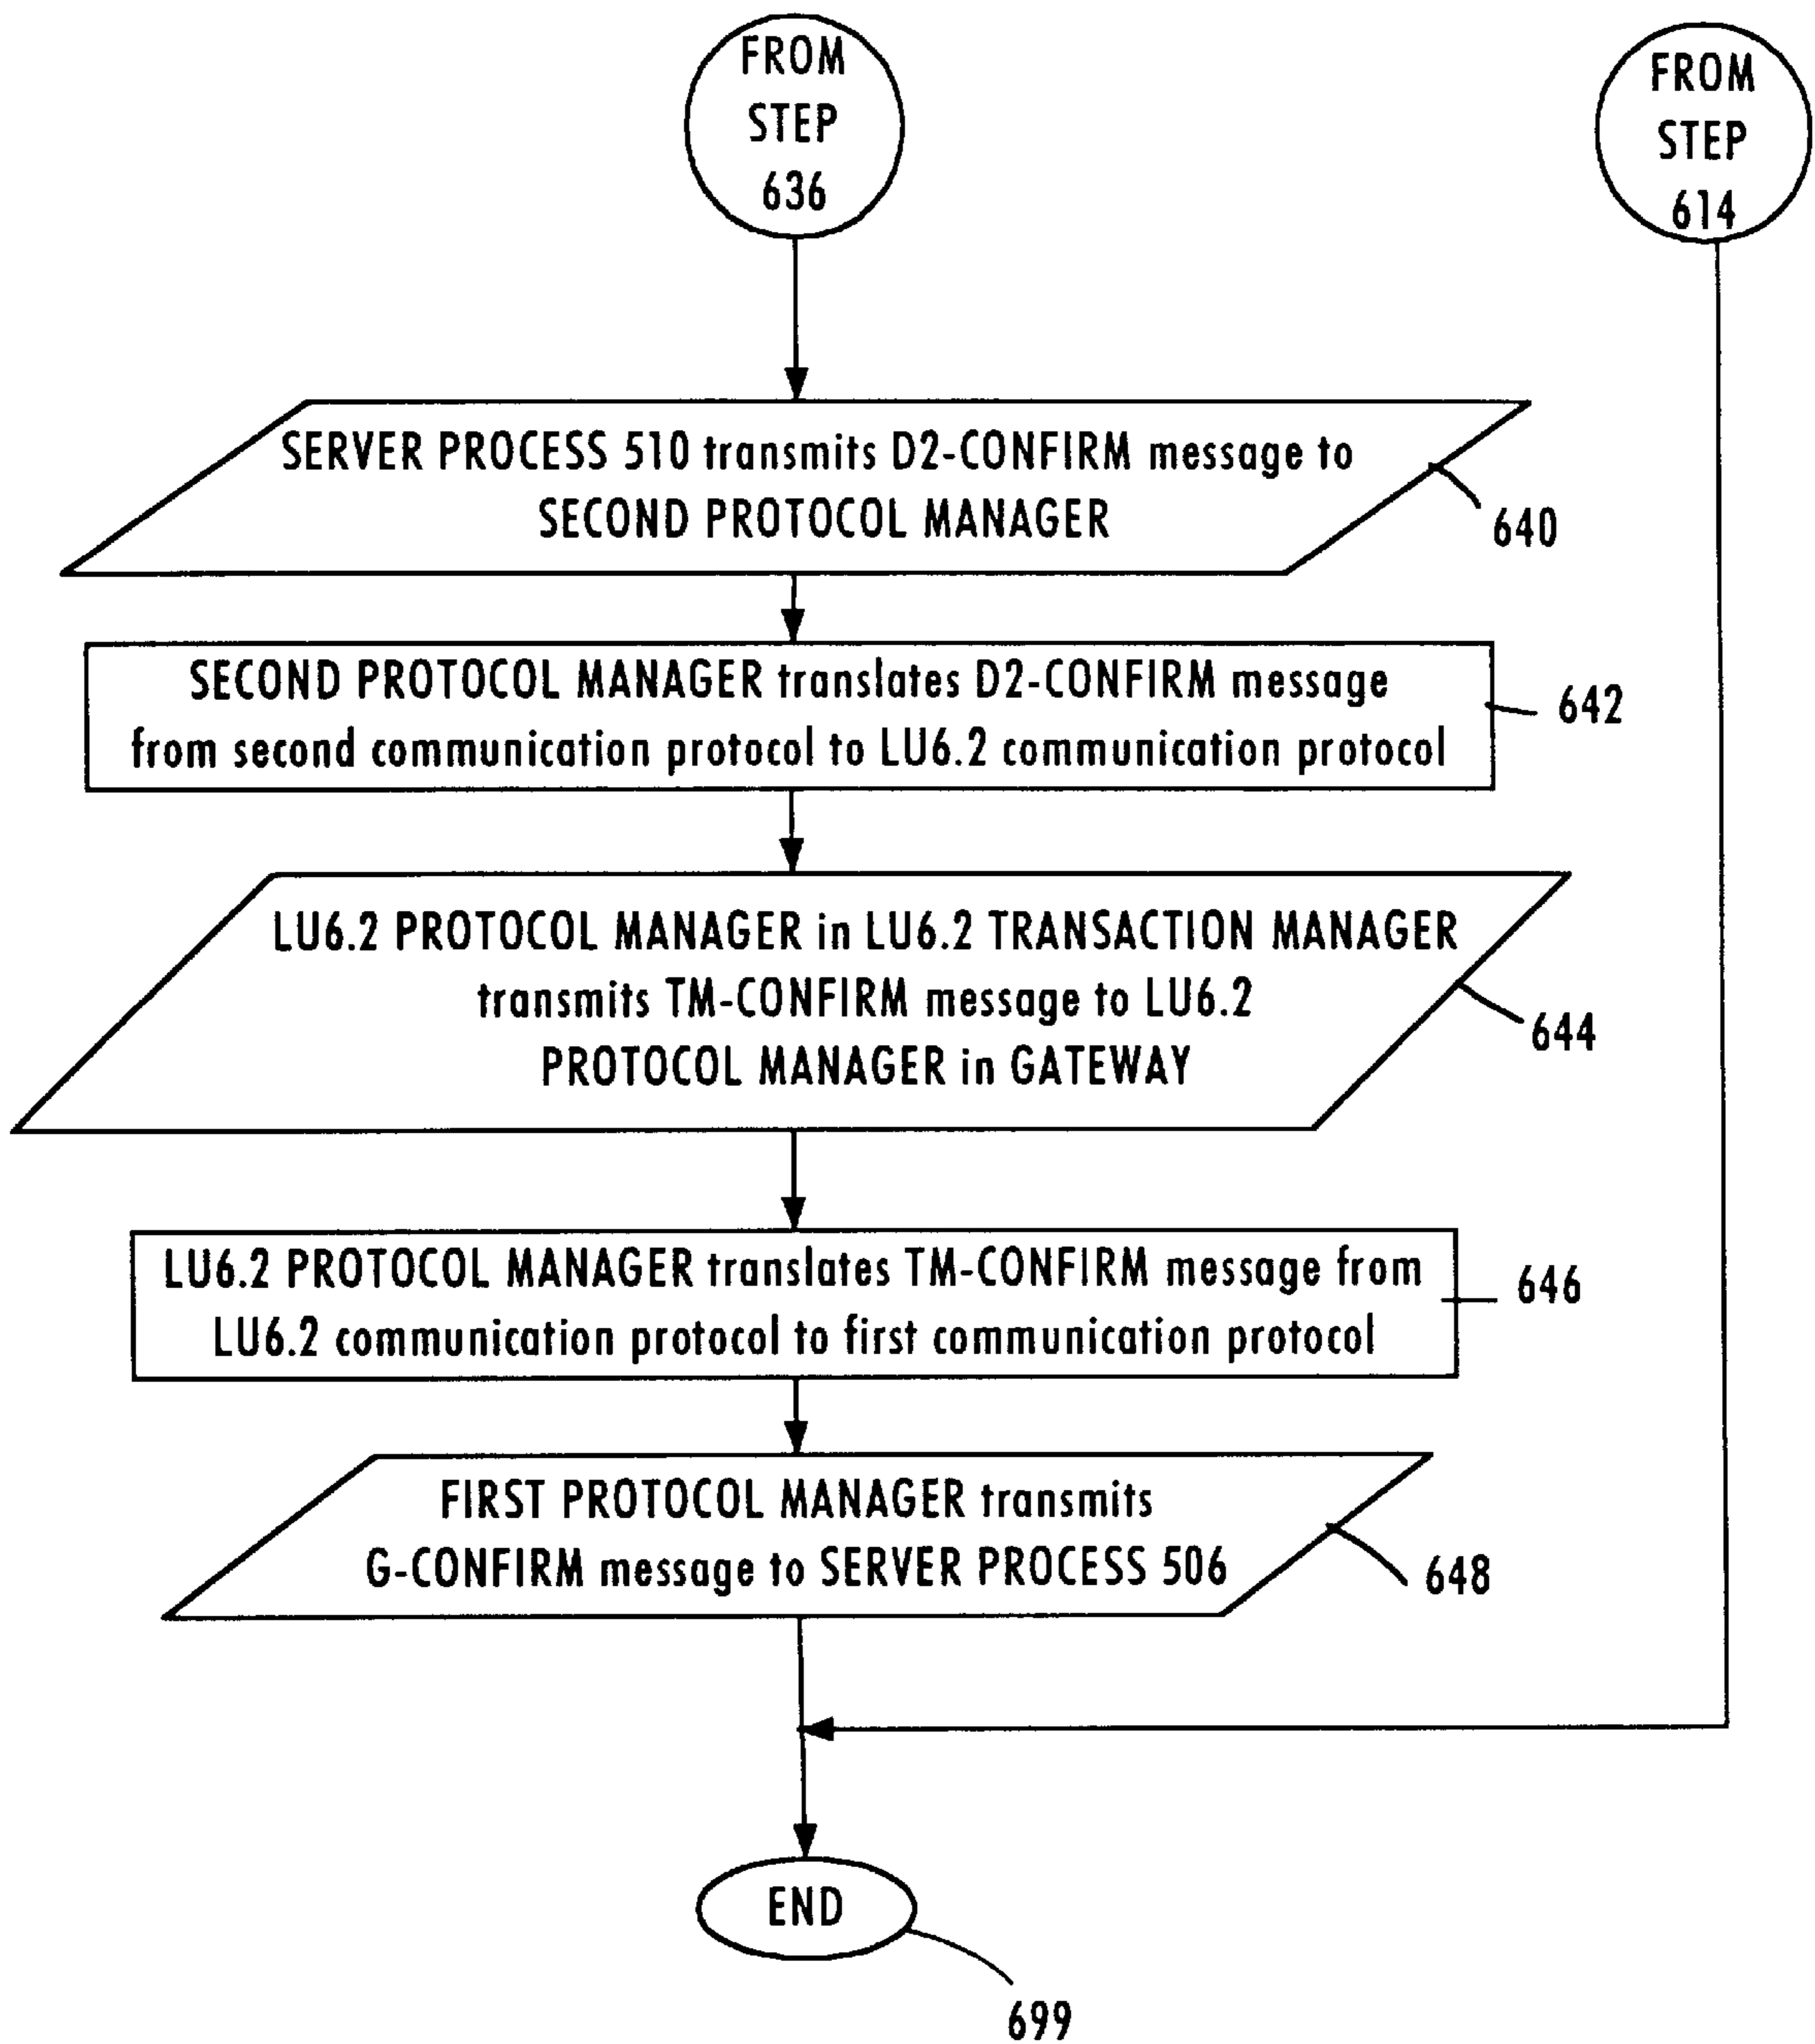 FROM
STEP
636
FROM
STEP
614
SERVER PROCESS 510 transmits D2-CONFIRM message to
SECOND PROTOCOL MANAGER
640
SECOND PROTOCOL MANAGER translates D2-CONFIRM message
from second communication protocol to LU6.2 communication protocol
642
LU6.2 PROTOCOL MANAGER in LU6.2 TRANSACTION MANAGER
transmits TM-CONFIRM message to LU6.2
PROTOCOL MANAGER in GATEWAY
644
LU6.2 PROTOCOL MANAGER translates TM-CONFIRM message from
LU6.2 communication protocol to first communication protocol
646
FIRST PROTOCOL MANAGER transmits
G-CONFIRM message to SERVER PROCESS 506
648
END
699